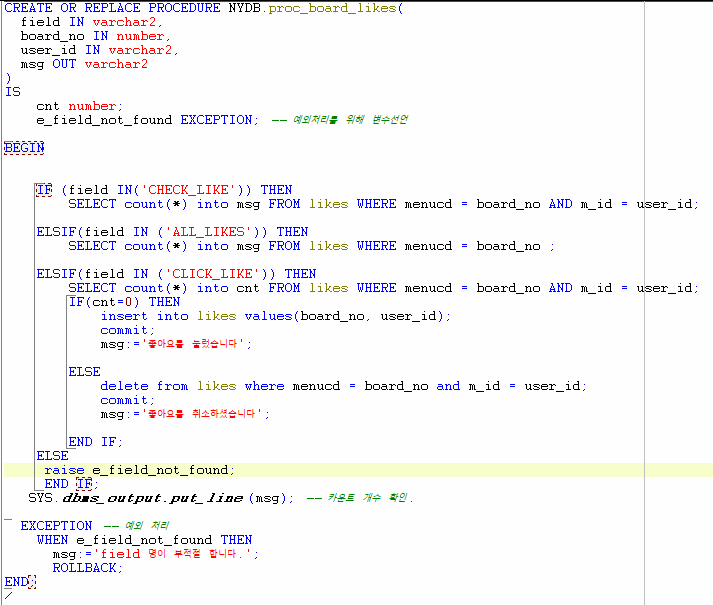 CREATE OR REPLACE PROCEDURE NYDB.proc_board_likes(
field IN varchar2,
board_no IN number,
user_id IN varchar2,
msg OUT varchar2
)
IS
cnt number;
e_field_not_found EXCEPTION; -- 예외처리를 위해 변수선언
BEGIN
IF (field IN('CHECK_LIKE')) THEN
SELECT count(*) into msg FROM likes WHERE menucd = board_no AND m_id = user_id;
ELSIF(field IN ('ALL_LIKES')) THEN
SELECT count(*) into msg FROM likes WHERE menucd = board_no ;
ELSIF(field IN ('CLICK_LIKE')) THEN
SELECT count(*) into cnt FROM likes WHERE menucd = board_no AND m_id = user_id;
IF(cnt=0) THEN
insert into likes values(board_no, user_id);
commit;
msg:='좋아요를 눌렀습니다';
ELSE
delete from likes where menucd = board_no and m_id = user_id;
commit;
msg:='좋아요를 취소하셨습니다';
END IF;
ELSE
raise e_field_not_found;
END IF;
SYS.dbms_output.put_line(msg); -- 카운트 개수 확인.
EXCEPTION -- 예외 처리
WHEN e_field_not_found THEN
msg:='field 명이 부적절 합니다.';
ROLLBACK;
END;
/